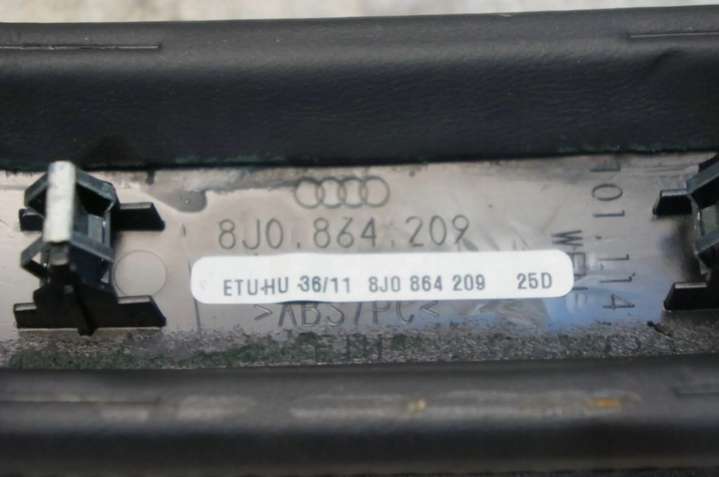 8J0.864.209
ETU-HU 36/11 8J0 864 209 25D
>ABS/PC<
101.114.